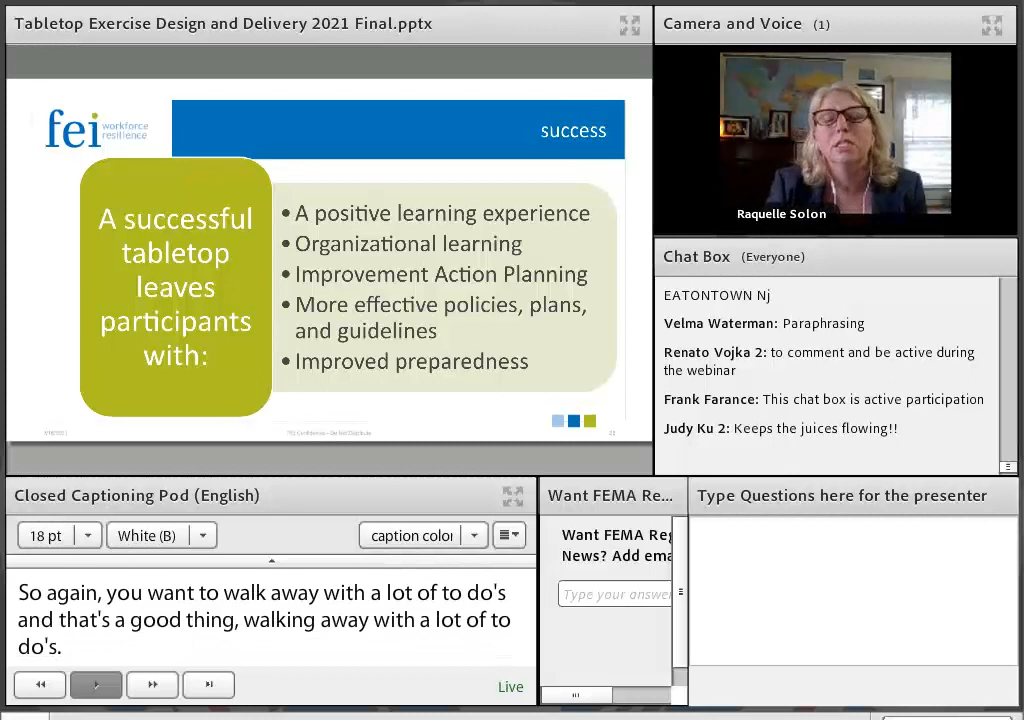 Tabletop Exercise Design and Delivery 2021 Final.pptx
fei workforce
resilience
success
A successful
tabletop
leaves
participants
with:
• A positive learning experience
• Organizational learning
• Improvement Action Planning
• More effective policies, plans,
and guidelines
• Improved preparedness
Camera and Voice (1)
Raquelle Solon
Chat Box (Everyone)
EATONTOWN Nj
Velma Waterman: Paraphrasing
Renato Vojka 2: to comment and be active during
the webinar
Frank Farance: This chat box is active participation
Judy Ku 2: Keeps the juices flowing!!
Closed Captioning Pod (English)
18 pt
White (B)
caption color
So again, you want to walk away with a lot of to do's
and that's a good thing, walking away with a lot of to
do's.
Live
Want FEMA Re...
Want FEMA Reg
News? Add ema
Type your answer
Type Questions here for the presenter